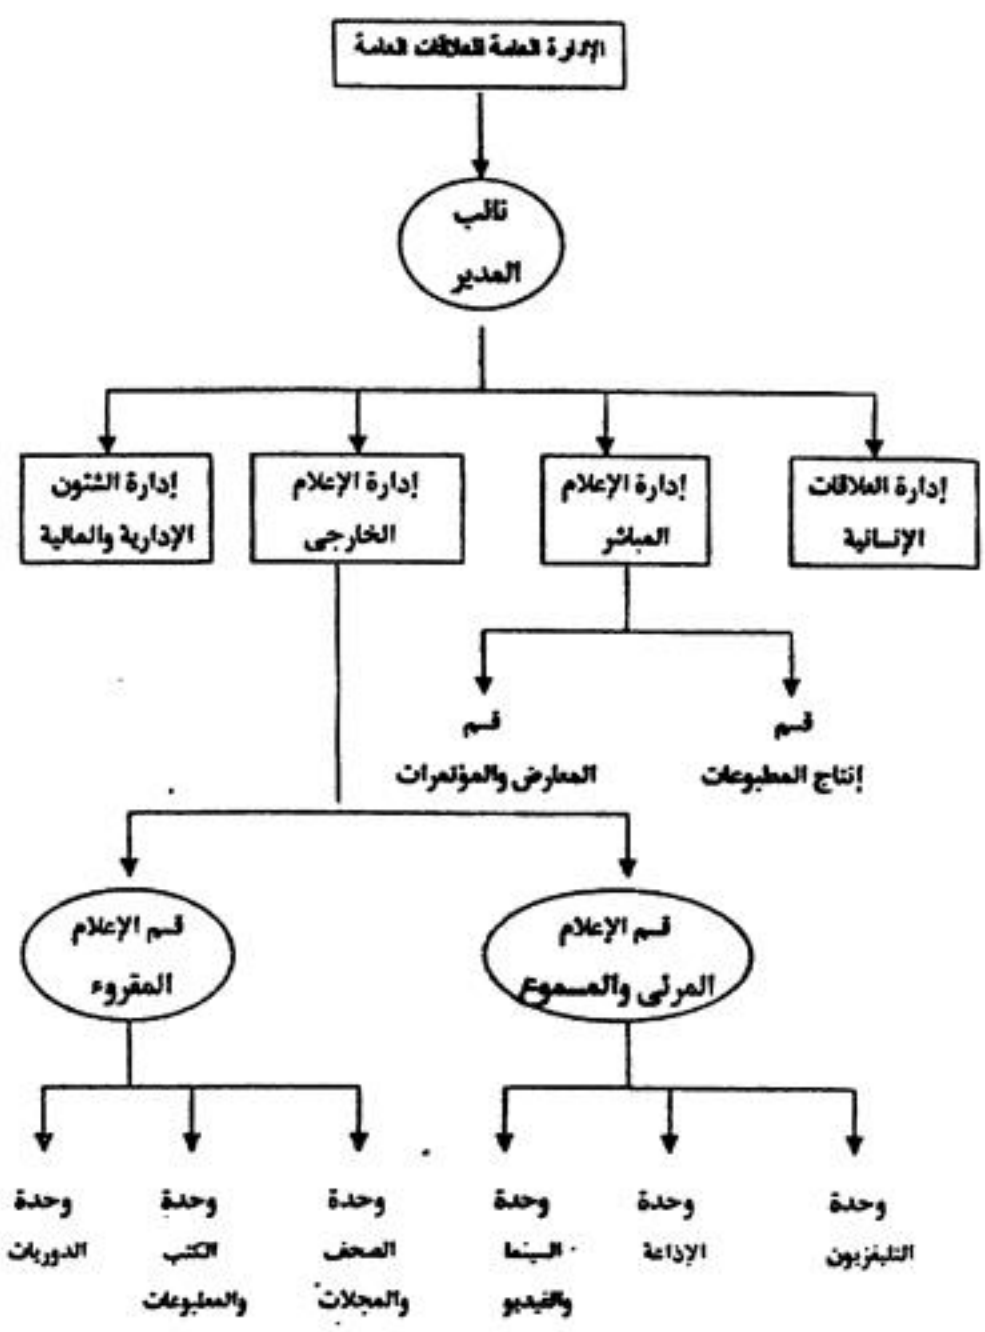 الإدارة العامة للعلاقات العامة
نائب
المدير
إدارة العلاقات
الإنسانية
إدارة الإعلام
المباشر
إدارة الإعلام
الخارجى
إدارة الشئون
الإدارية والمالية
قسم
إنتاج المطبوعات
قسم
المعارض والمؤتمرات
قسم الإعلام
المرئى والمسموع
قسم الإعلام
المقروء
وحدة
التليفزيون
وحدة
الإذاعة
وحدة
السينما
والفيديو
وحدة
الصحف
والمجلات
وحدة
الكتب
والمطبوعات
وحدة
الدوريات